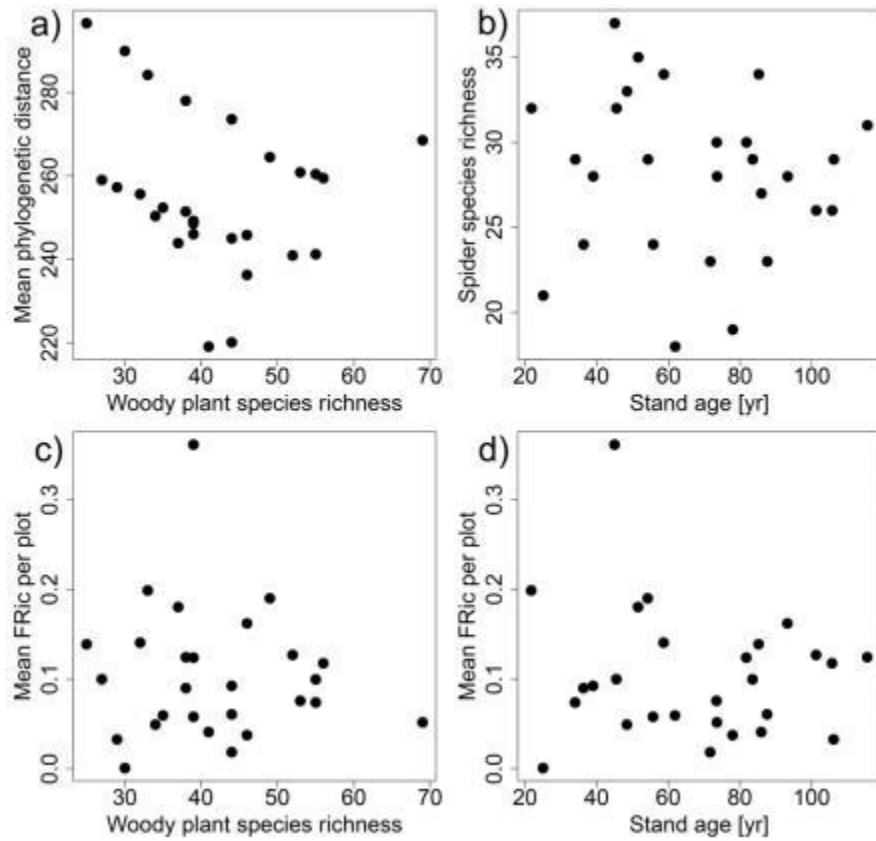 a)
Mean phylogenetic distance
280
260
240
220
30 40 50 60 70
Woody plant species richness
b)
Spider species richness
35
30
25
20
20 40 60 80 100
Stand age [yr]
c)
Mean FRic per plot
0.3
0.2
0.1
0.0
30 40 50 60 70
Woody plant species richness
d)
Mean FRic per plot
0.3
0.2
0.1
0.0
20 40 60 80 100
Stand age [yr]